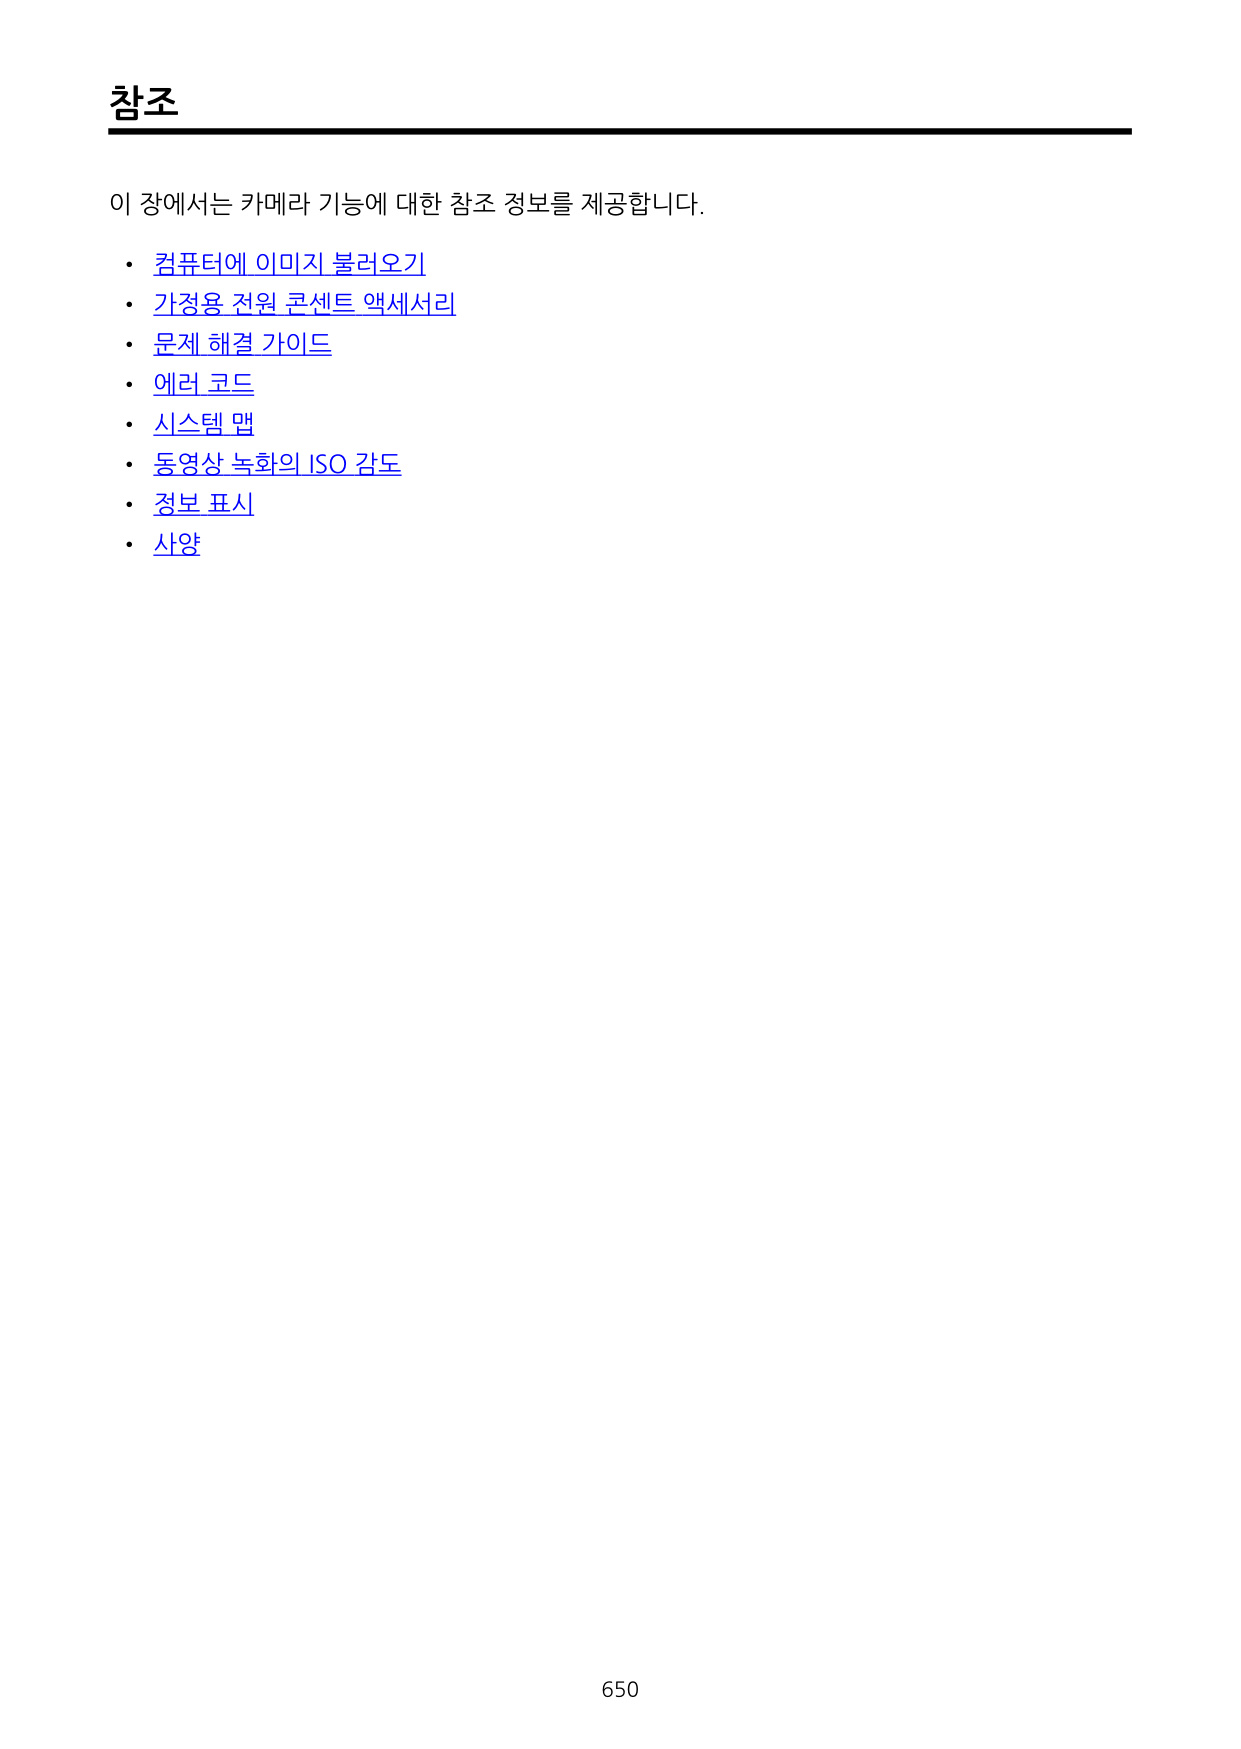 참조
이 장에서는 카메라 기능에 대한 참조 정보를 제공합니다.
• 컴퓨터에 이미지 불러오기
• 가정용 전원 콘센트 액세서리
• 문제 해결 가이드
• 에러 코드
• 시스템 맵
• 동영상 녹화의 ISO 감도
• 정보 표시
• 사양
650